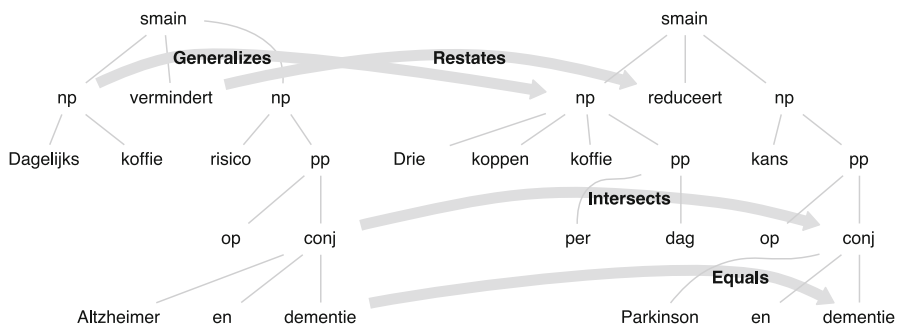 smain smain
Generalizes Restates
np vermindert np np reduceert np
Dagelijks koffie risico pp Drie koppen koffie pp kans pp
Intersects
op conj per dag op conj
Equals
Altzheimer en dementie Parkinson en dementie